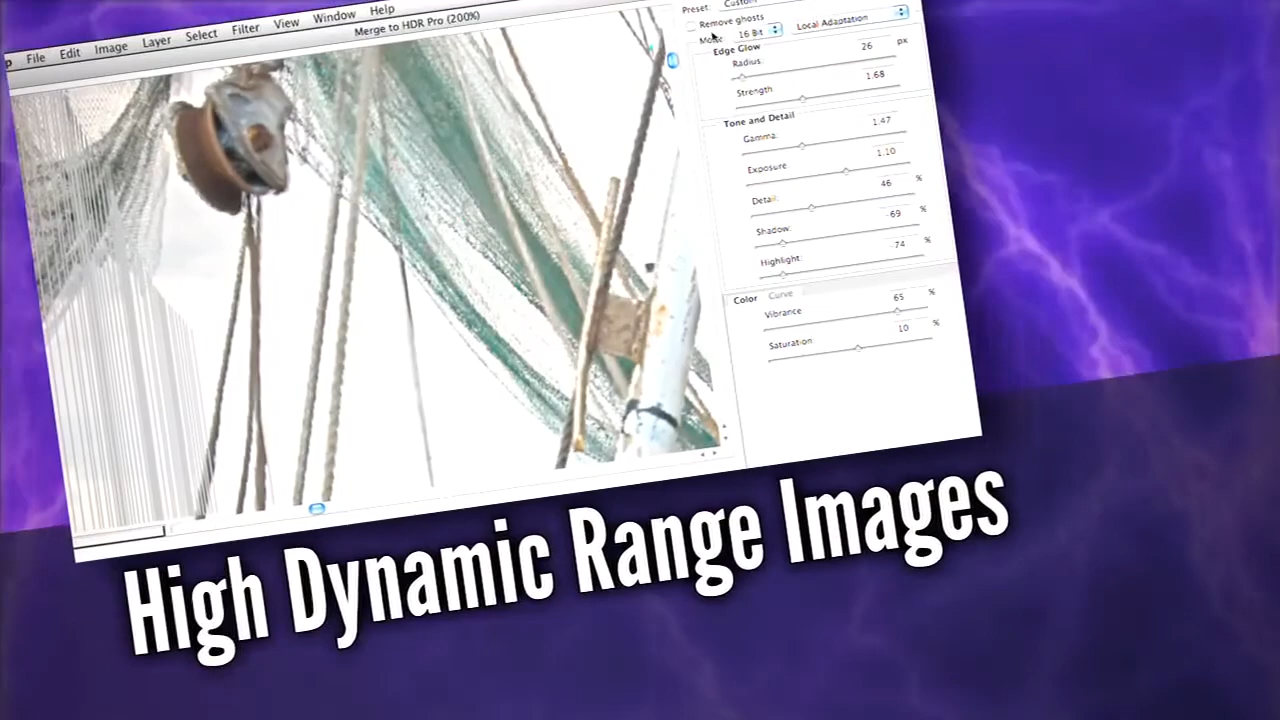 File Edit Image Layer Select Filter View Window Help
Merge to HDR Pro (200%)
Preset: Custom
Remove ghosts
Mode: 16 Bit Local Adaptation
Edge Glow
Radius: 26 px
Strength 1.68
Tone and Detail
Gamma: 1.47
Exposure 1.10
Detail: 46 %
Shadow: -69 %
Highlight: -74 %
Color Curve
Vibrance 65 %
Saturation 10 %
High Dynamic Range Images